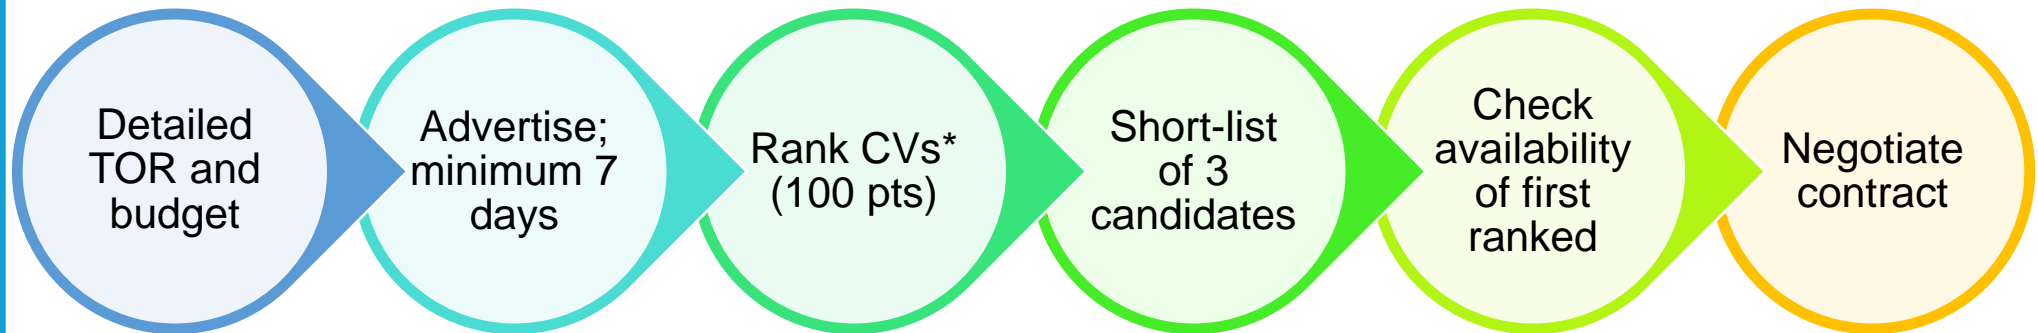 Detailed
TOR and
budget
Advertise;
minimum 7
days
Rank CVs*
(100 pts)
Short-list
of 3
candidates
Check
availability
of first
ranked
Negotiate
contract